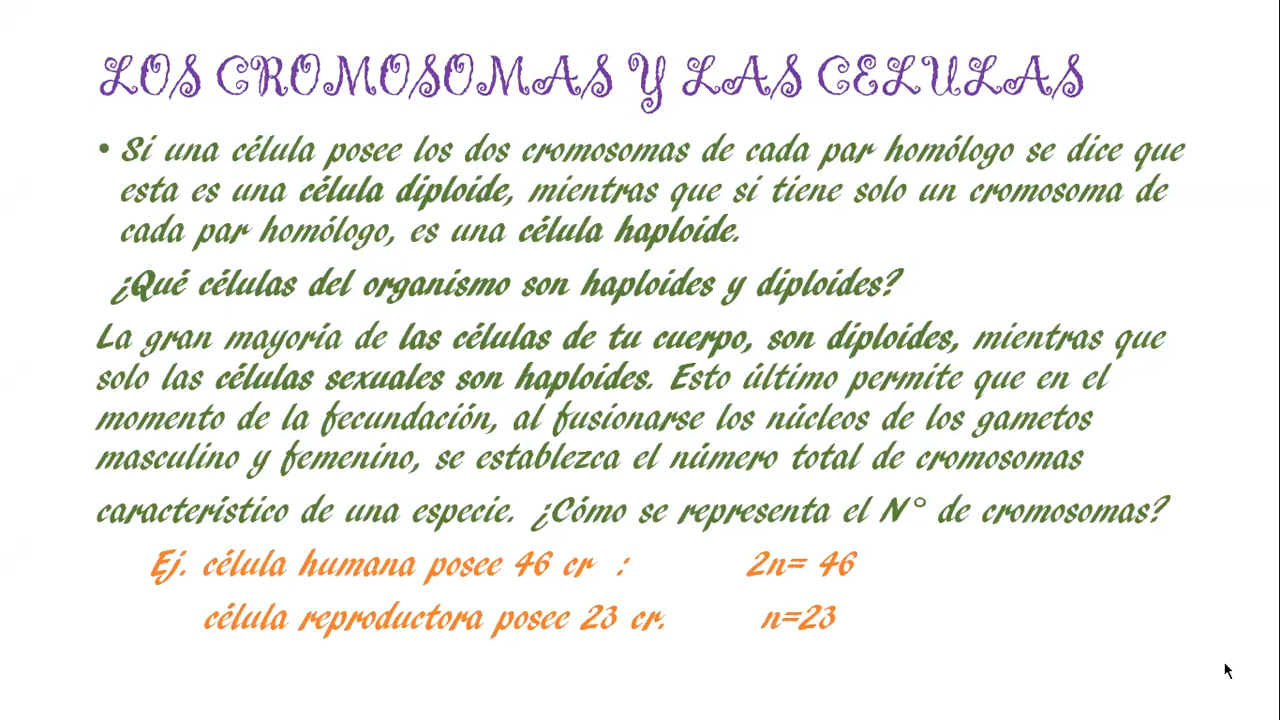 LOS CROMOSOMAS Y LAS CELULAS
• Si una célula posee los dos cromosomas de cada par homólogo se dice que
esta es una célula diploide, mientras que si tiene solo un cromosoma de
cada par homólogo, es una célula haploide.
¿Qué células del organismo son haploides y diploides?
La gran mayoría de las células de tu cuerpo, son diploides, mientras que
solo las células sexuales son haploides. Esto último permite que en el
momento de la fecundación, al fusionarse los núcleos de los gametos
masculino y femenino, se establezca el número total de cromosomas
característico de una especie. ¿Cómo se representa el N° de cromosomas?
Ej. célula humana posee 46 cr : 2n= 46
célula reproductora posee 23 cr. n=23